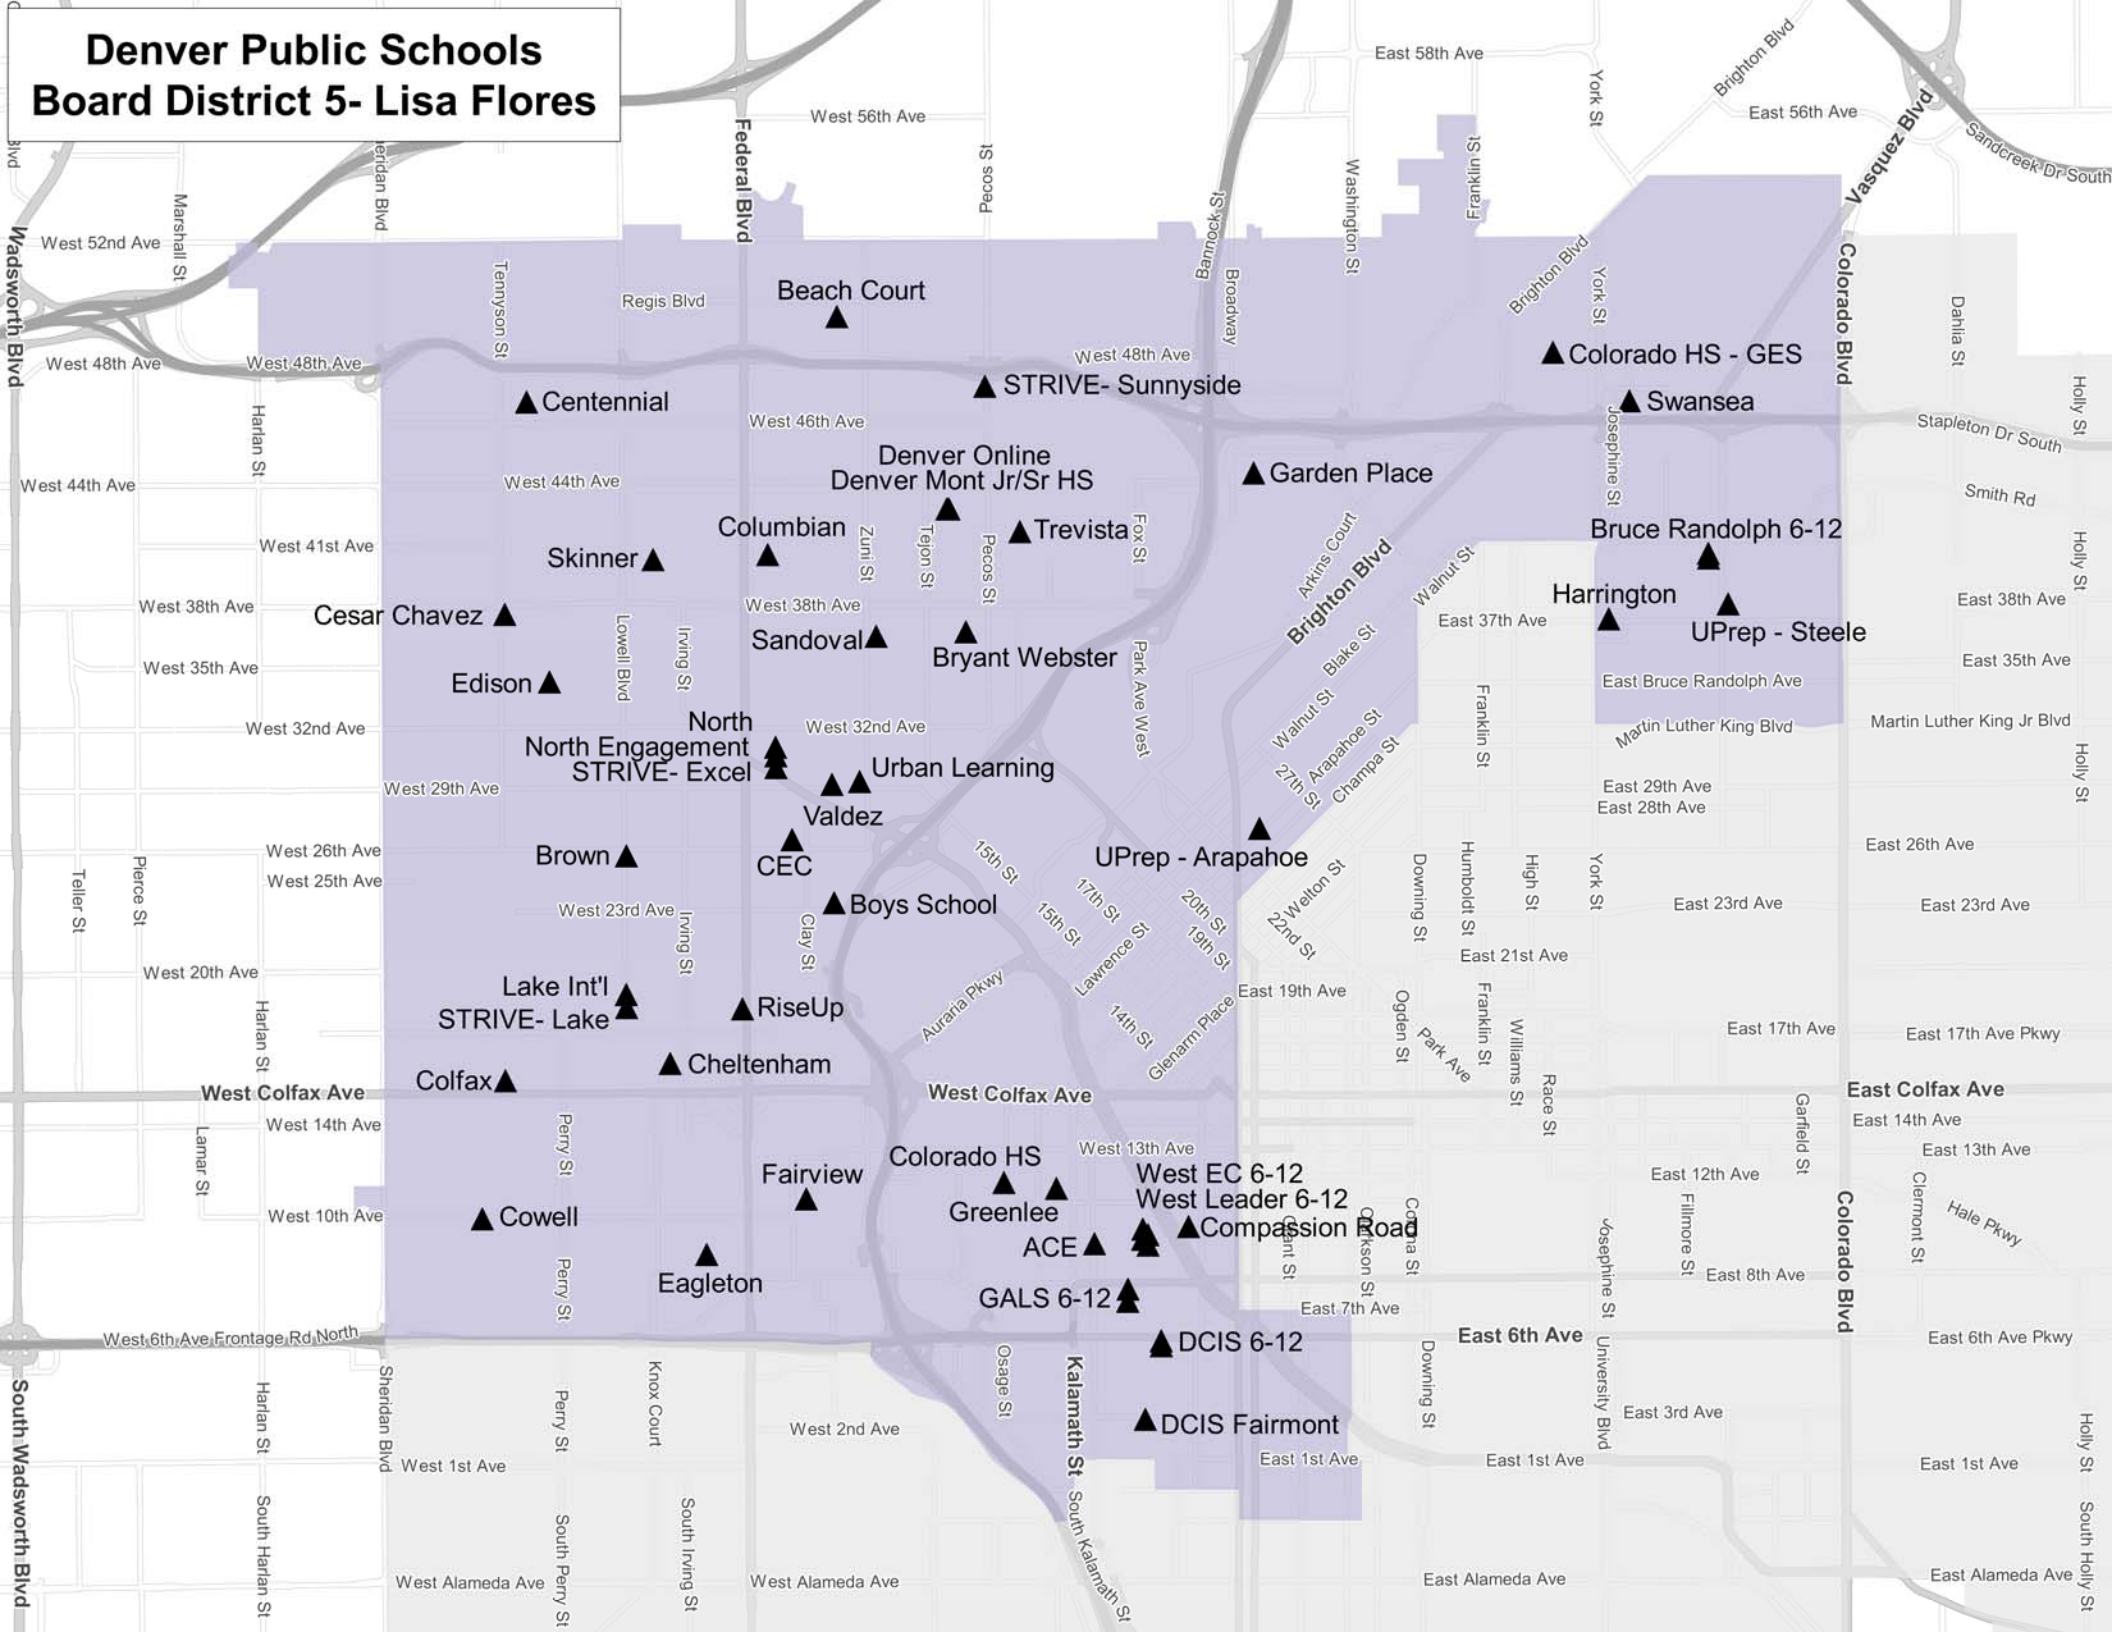 Denver Public Schools
Board District 5- Lisa Flores
East 58th Ave
Brighton Blvd
West 56th Ave
East 56th Ave
York St
Vasquez Blvd
Sandcreek Dr South
Federal Blvd
Pecos St
Washington St
Franklin St
Marshall St
Wadsworth Blvd
West 52nd Ave
Bannock St
Broadway
Brighton Blvd
York St
Colorado Blvd
Dahlia St
Tennyson St
Regis Blvd
Beach Court
West 48th Ave
West 48th Ave
West 48th Ave
Colorado HS - GES
STRIVE- Sunnyside
Centennial
Swansea
Holly St
Harlan St
West 46th Ave
Josephine St
Stapleton Dr South
Denver Online
Denver Mont Jr/Sr HS
Garden Place
West 44th Ave
West 44th Ave
Smith Rd
Columbian
Trevista
Fox St
Zuni St
Tejon St
Pecos St
Bruce Randolph 6-12
Arkins Court
Brighton Blvd
Walnut St
West 41st Ave
Skinner
Holly St
Harrington
West 38th Ave
West 38th Ave
East 38th Ave
Cesar Chavez
Sandoval
Bryant Webster
East 37th Ave
UPrep - Steele
Lowell Blvd
Irving St
Park Ave West
Blake St
West 35th Ave
East 35th Ave
Edison
East Bruce Randolph Ave
Franklin St
Walnut St
Arapahoe St
Champa St
27th St
North
North Engagement
STRIVE- Excel
West 32nd Ave
West 32nd Ave
Martin Luther King Blvd
Martin Luther King Jr Blvd
Urban Learning
Holly St
West 29th Ave
East 29th Ave
East 28th Ave
Valdez
Brown
CEC
UPrep - Arapahoe
West 26th Ave
East 26th Ave
West 25th Ave
Teller St
Pierce St
15th St
17th St
15th St
20th St
19th St
22nd St
Welton St
Downing St
Humboldt St
High St
York St
Boys School
West 23rd Ave
East 23rd Ave
East 23rd Ave
Irving St
Clay St
Lawrence St
East 21st Ave
West 20th Ave
Lake Int'l
STRIVE- Lake
RiseUp
Auraria Pkwy
14th St
Glenarm Place
East 19th Ave
Ogden St
Park Ave
Franklin St
Williams St
Race St
East 17th Ave
East 17th Ave Pkwy
Harlan St
Cheltenham
Colfax
West Colfax Ave
West Colfax Ave
East Colfax Ave
West 14th Ave
East 14th Ave
Lamar St
Perry St
Garfield St
West 13th Ave
East 13th Ave
Colorado HS
Fairview
West EC 6-12
West Leader 6-12
East 12th Ave
Greenlee
Compassion Road
West 10th Ave
Cowell
ACE
Corona St
Josephine St
Fillmore St
Colorado Blvd
Clermont St
Hale Pkwy
Eagleton
Perry St
GALS 6-12
East 8th Ave
East 7th Ave
West 6th Ave Frontage Rd North
DCIS 6-12
East 6th Ave
East 6th Ave Pkwy
Osage St
Kalamath St
Downing St
University Blvd
South Wadsworth Blvd
Harlan St
Sheridan Blvd
Perry St
Knox Court
West 2nd Ave
DCIS Fairmont
East 3rd Ave
West 1st Ave
East 1st Ave
East 1st Ave
East 1st Ave
Holly St
South Harlan St
South Perry St
South Irving St
South Kalamath St
South Holly St
West Alameda Ave
West Alameda Ave
East Alameda Ave
East Alameda Ave